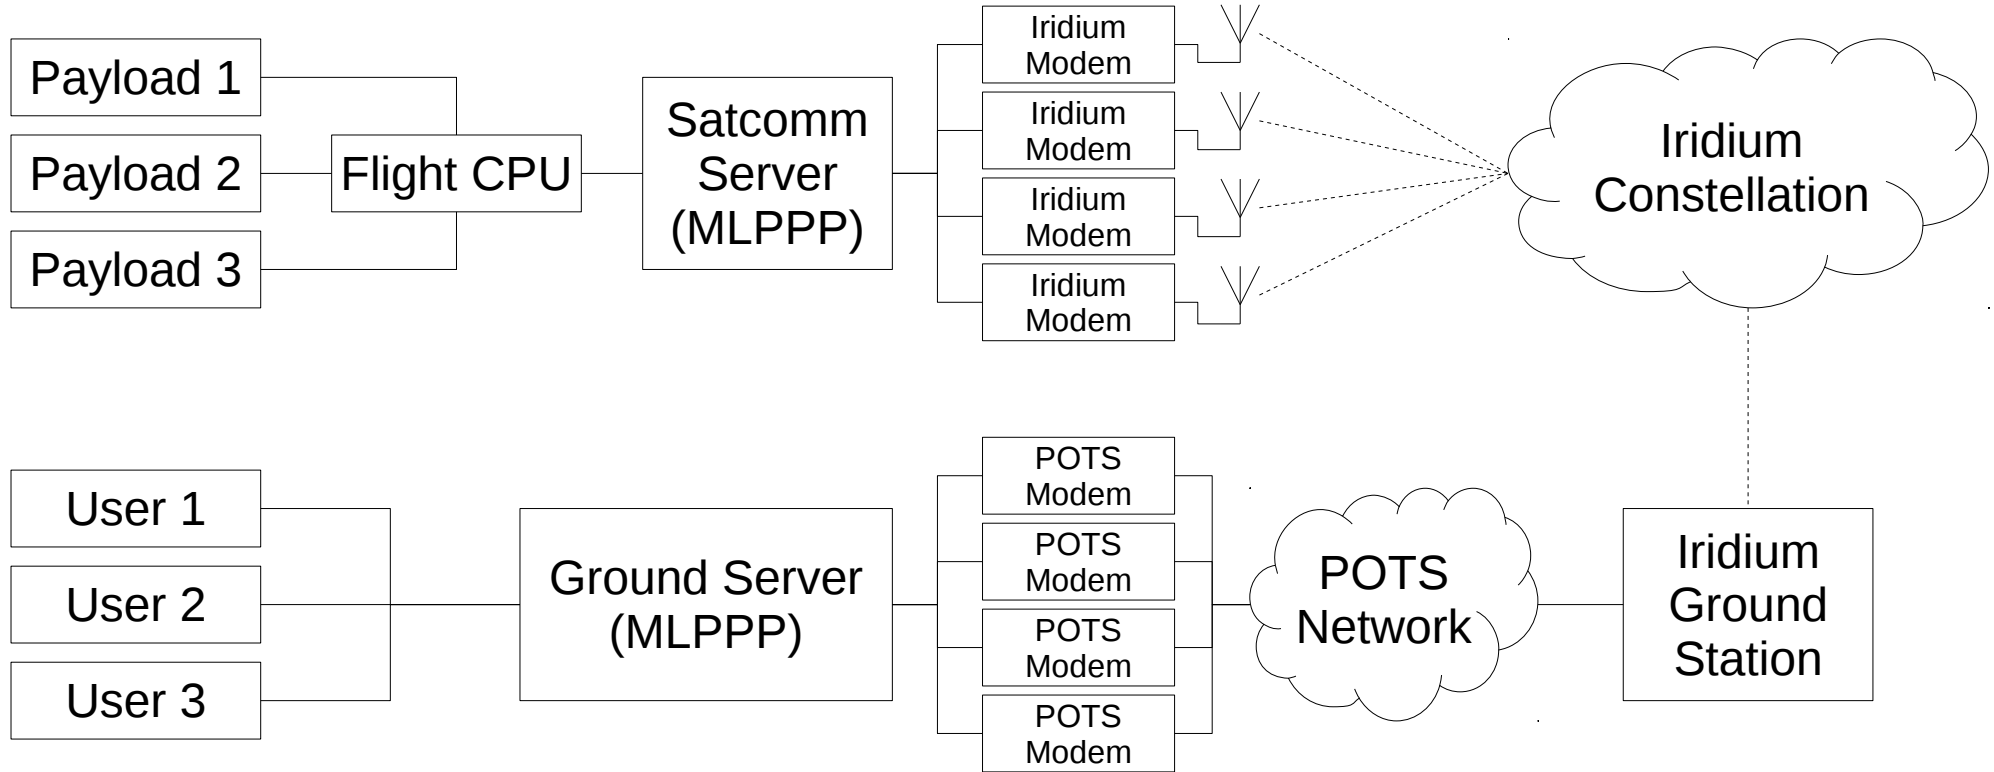 Payload 1
Payload 2
Payload 3
Flight CPU
Satcomm
Server
(MLPPP)
Iridium
Modem
Iridium
Modem
Iridium
Modem
Iridium
Modem
Iridium
Constellation
User 1
User 2
User 3
Ground Server
(MLPPP)
POTS
Modem
POTS
Modem
POTS
Modem
POTS
Modem
POTS
Network
Iridium
Ground
Station